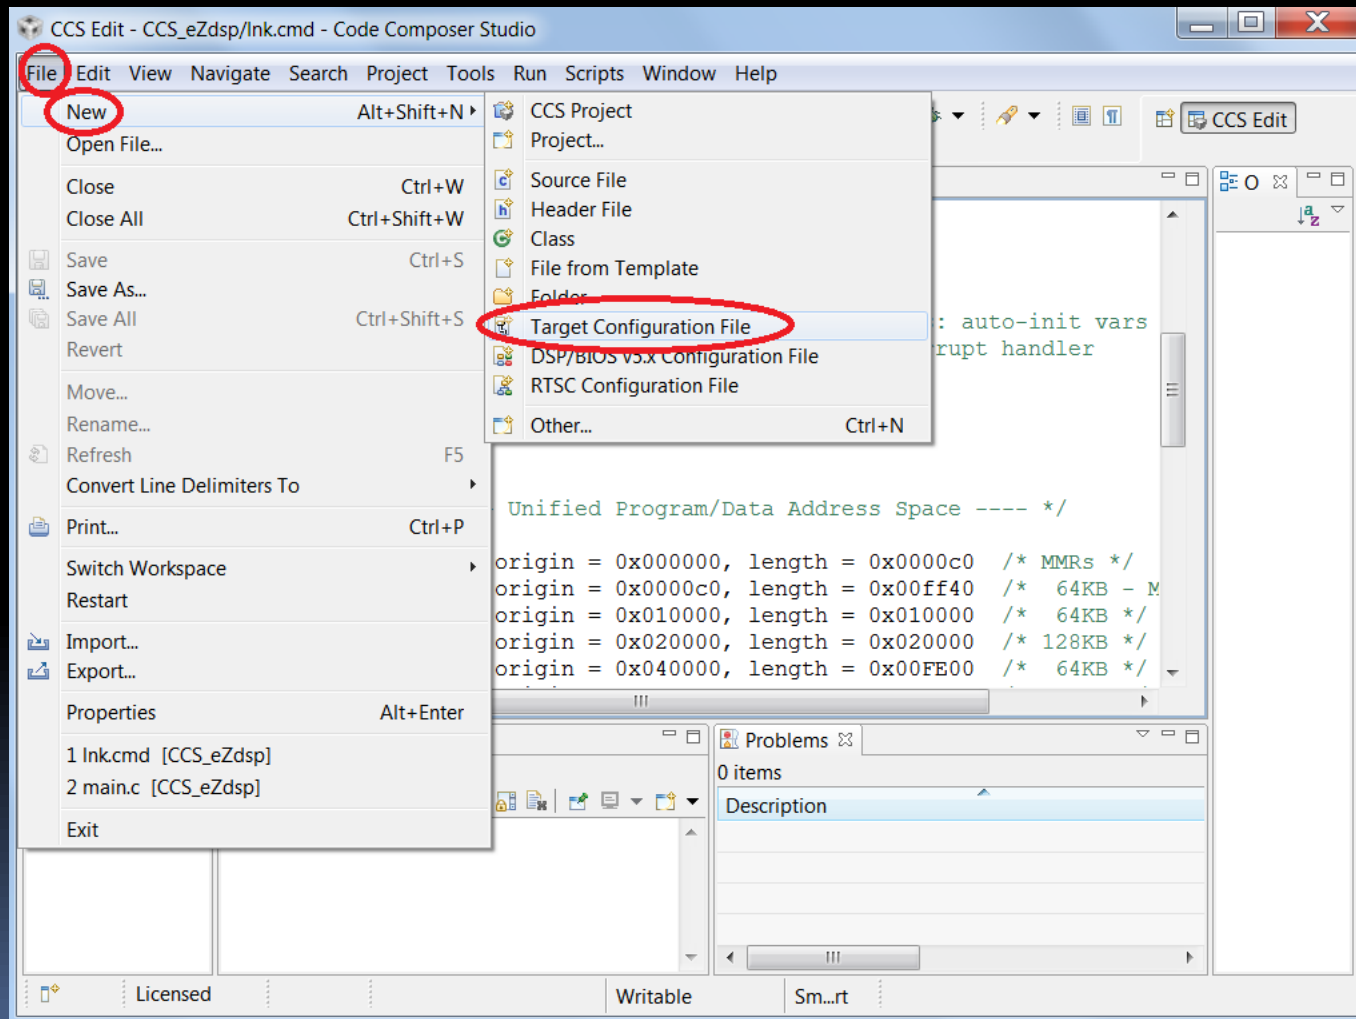 CCS Edit - CCS_eZdsp/lnk.cmd - Code Composer Studio
File Edit View Navigate Search Project Tools Run Scripts Window Help
New Alt+Shift+N
Open File...
Close Ctrl+W
Close All Ctrl+Shift+W
Save Ctrl+S
Save As...
Save All Ctrl+Shift+S
Revert
Move...
Rename...
Refresh F5
Convert Line Delimiters To
Print... Ctrl+P
Switch Workspace
Restart
Import...
Export...
Properties Alt+Enter
1 lnk.cmd [CCS_eZdsp]
2 main.c [CCS_eZdsp]
Exit
CCS Project
Project...
Source File
Header File
Class
File from Template
Folder
Target Configuration File
DSP/BIOS v5.x Configuration File
RTSC Configuration File
Other... Ctrl+N
CCS Edit
O
: auto-init vars
rupt handler
Unified Program/Data Address Space ---- */
origin = 0x000000, length = 0x0000c0 /* MMRs */
origin = 0x0000c0, length = 0x00ff40 /* 64KB - M
origin = 0x010000, length = 0x010000 /* 64KB */
origin = 0x020000, length = 0x020000 /* 128KB */
origin = 0x040000, length = 0x00FE00 /* 64KB */
Problems
0 items
Description
Licensed
Writable
Sm...rt